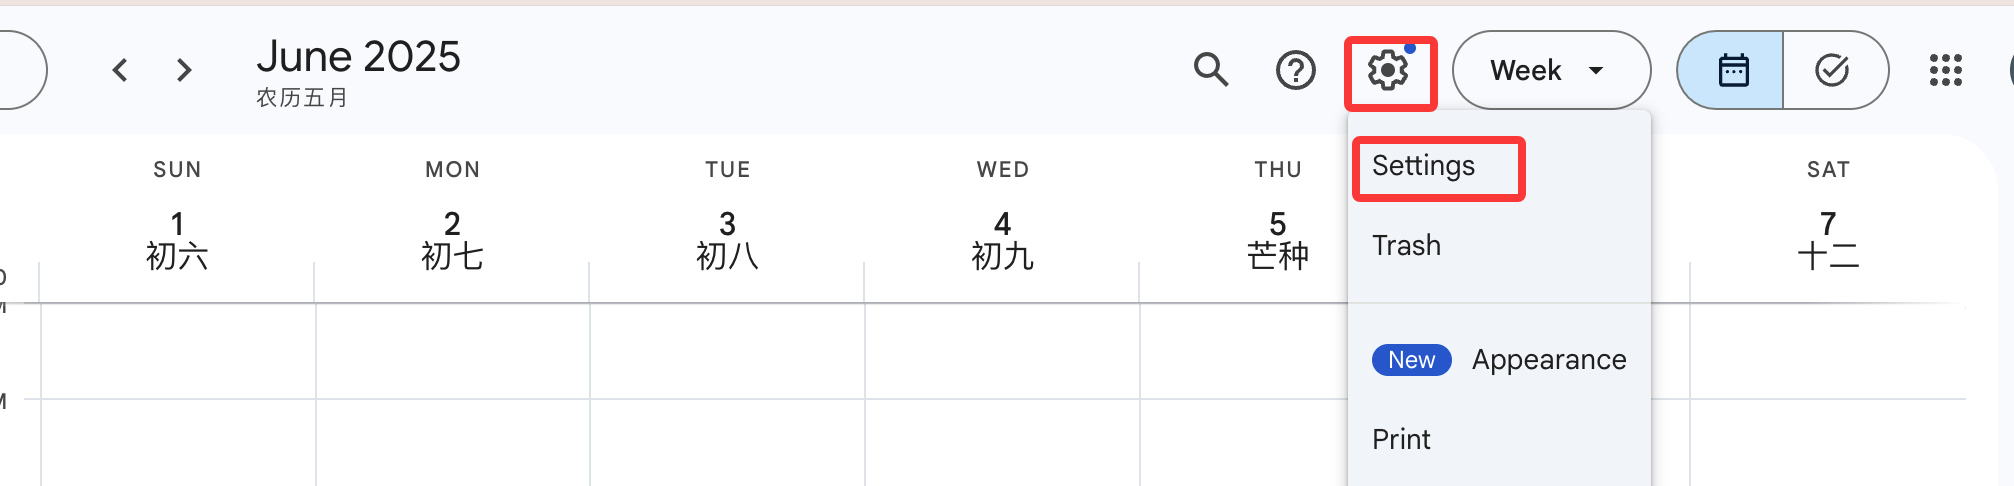 June 2025
农历五月
Week
SUN MON TUE WED THU SAT
1 2 3 4 5 7
初六 初七 初八 初九 芒种 十二
Settings
Trash
New Appearance
Print